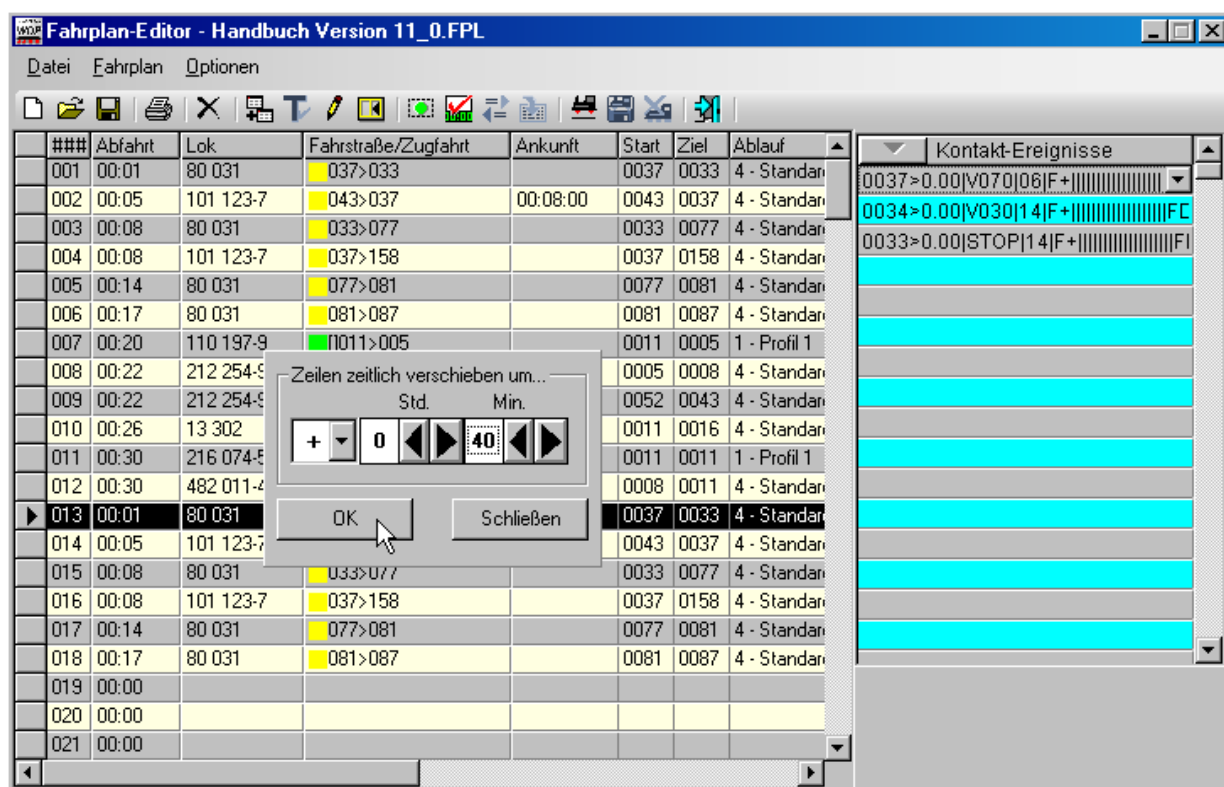 Fahrplan-Editor - Handbuch Version 11_0.FPL
Datei Fahrplan Optionen
### Abfahrt Lok Fahrstraße/Zugfahrt Ankunft Start Ziel Ablauf
001 00:01 80 031 037>033 0037 0033 4 - Standar
002 00:05 101 123-7 043>037 00:08:00 0043 0037 4 - Standar
003 00:08 80 031 033>077 0033 0077 4 - Standar
004 00:08 101 123-7 037>158 0037 0158 4 - Standar
005 00:14 80 031 077>081 0077 0081 4 - Standar
006 00:17 80 031 081>087 0081 0087 4 - Standar
007 00:20 110 197-9 []011>005 0011 0005 1 - Profil 1
008 00:22 212 254-9 0005 0008 4 - Standar
009 00:22 212 254-9 0052 0043 4 - Standar
010 00:26 13 302 0011 0016 4 - Standar
011 00:30 216 074-5 0011 0011 1 - Profil 1
012 00:30 482 011-4 0008 0011 4 - Standar
013 00:01 80 031 0037 0033 4 - Standar
014 00:05 101 123-7 0043 0037 4 - Standar
015 00:08 80 031 033>077 0033 0077 4 - Standar
016 00:08 101 123-7 037>158 0037 0158 4 - Standar
017 00:14 80 031 077>081 0077 0081 4 - Standar
018 00:17 80 031 081>087 0081 0087 4 - Standar
019 00:00
020 00:00
021 00:00
Zeilen zeitlich verschieben um...
Std. Min.
+ 0 40
OK Schließen
Kontakt-Ereignisse
0037>0.00|V070|06|F+||||||||||||||||||
0034>0.00|V030|14|F+|||||||||||||||||||FD
0033>0.00|STOP|14|F+|||||||||||||||||||FI